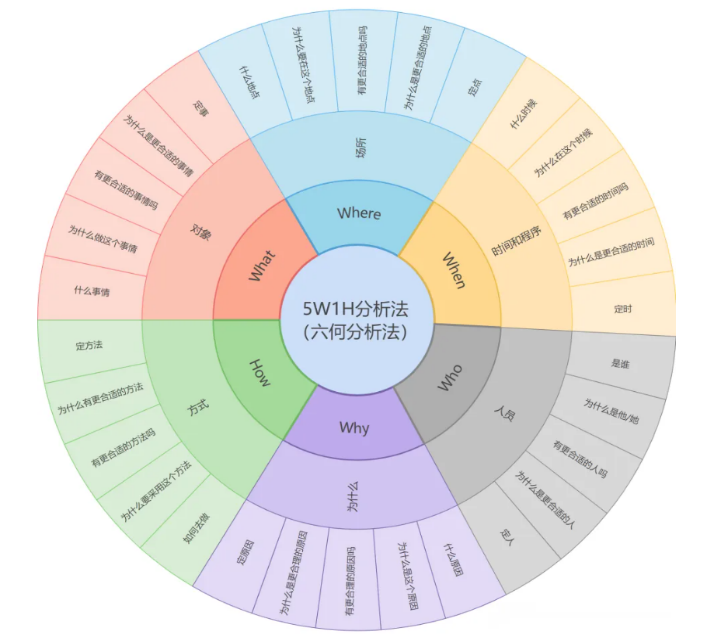 5W1H分析法
(六何分析法)
What
对象
什么事情
为什么做这个事情
有更合适的事情吗
为什么是更合适的事情
定事
Where
场所
什么地点
为什么要在这个地点
有更合适的地点吗
为什么是更合适的地点
定点
When
时间和程序
什么时候
为什么在这个时候
有更合适的时间吗
为什么是更合适的时间
定时
Who
人员
是谁
为什么是他/她
有更合适的人吗
为什么是更合适的人
定人
Why
为什么
什么原因
为什么是这个原因
有更合理的原因吗
为什么是更合理的原因
定原因
How
方式
如何去做
为什么要采用这个方法
有更合适的方法吗
为什么有更合适的方法
定方法